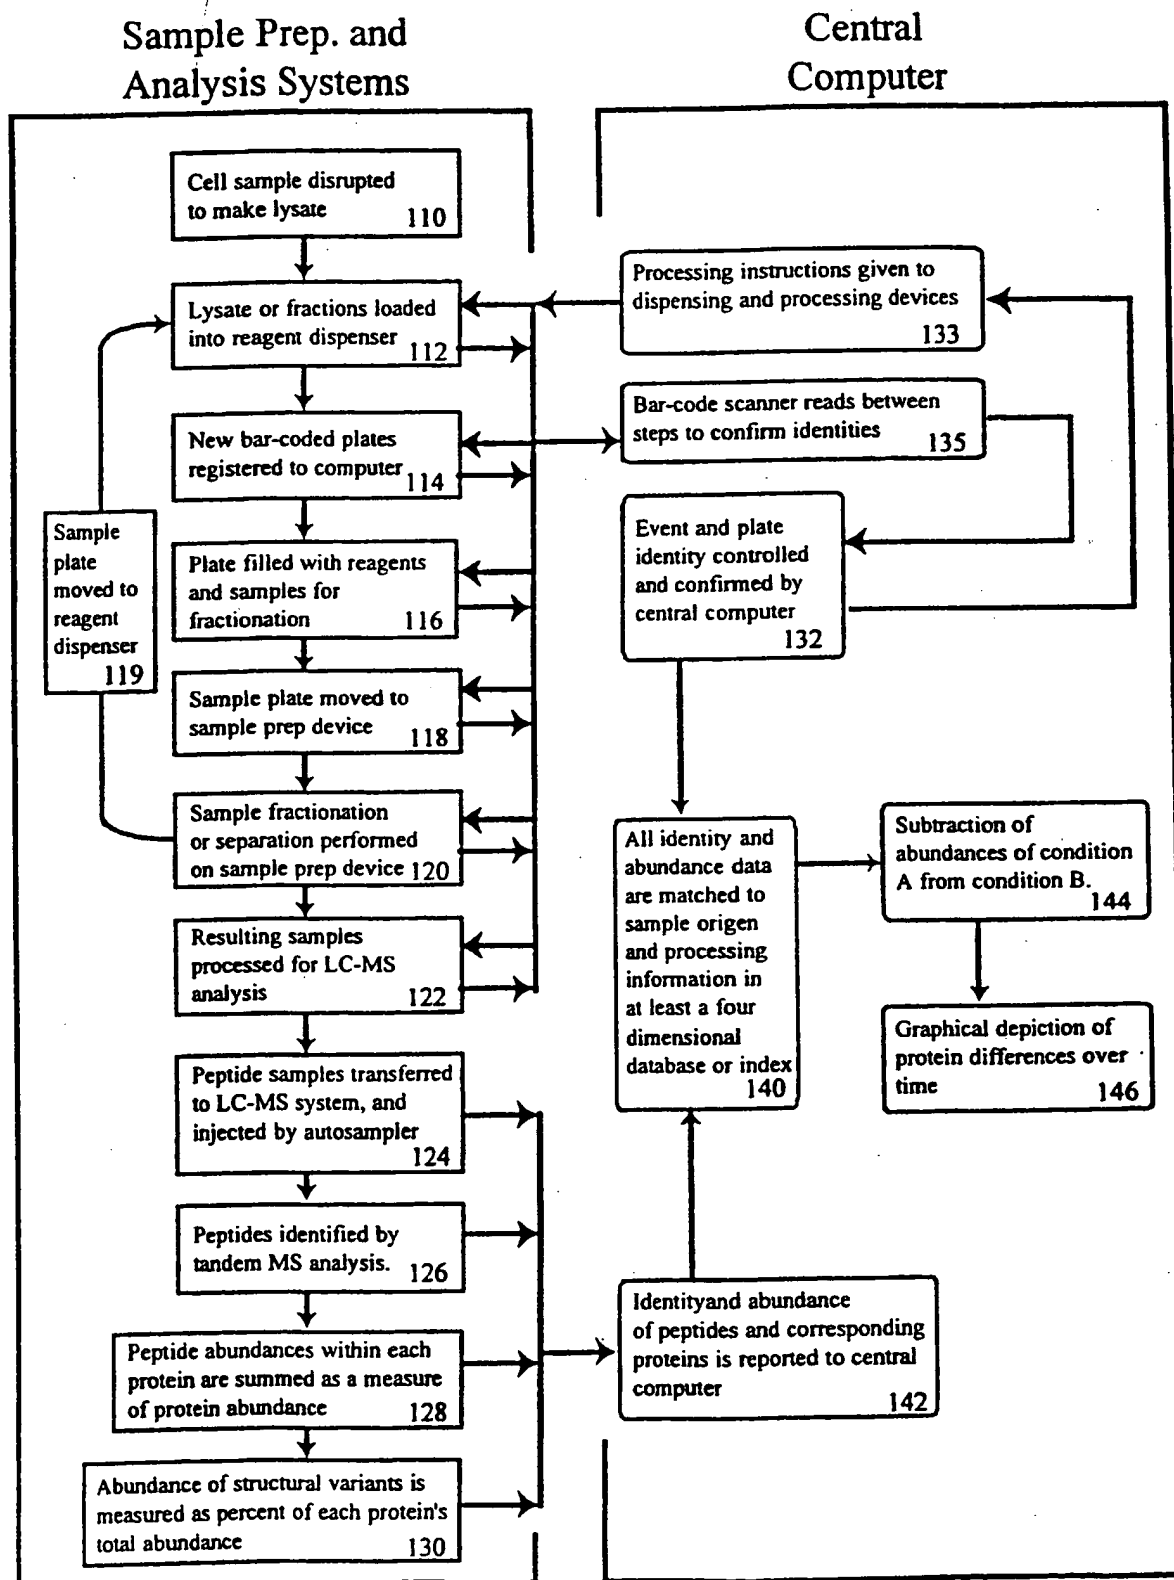 Sample Prep. and
Analysis Systems
Central
Computer
Cell sample disrupted
to make lysate
110
Lysate or fractions loaded
into reagent dispenser
112
New bar-coded plates
registered to computer
114
Plate filled with reagents
and samples for
fractionation
116
Sample plate moved to
sample prep device
118
Sample
plate
moved to
reagent
dispenser
119
Sample fractionation
or separation performed
on sample prep device 120
Resulting samples
processed for LC-MS
analysis
122
Peptide samples transferred
to LC-MS system, and
injected by autosampler
124
Peptides identified by
tandem MS analysis.
126
Peptide abundances within each
protein are summed as a measure
of protein abundance
128
Abundance of structural variants is
measured as percent of each protein's
total abundance
130
Processing instructions given to
dispensing and processing devices
133
Bar-code scanner reads between
steps to confirm identities
135
Event and plate
identity controlled
and confirmed by
central computer
132
All identity and
abundance data
are matched to
sample origen
and processing
information in
at least a four
dimensional
database or index
140
Subtraction of
abundances of condition
A from condition B.
144
Graphical depiction of
protein differences over
time
146
Identityand abundance
of peptides and corresponding
proteins is reported to central
computer
142